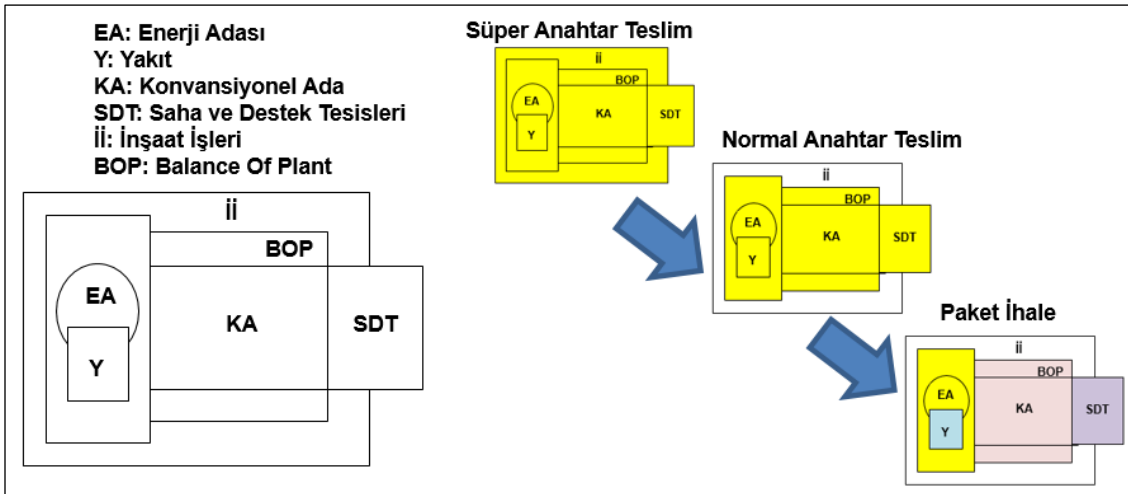 EA: Enerji Adası
Y: Yakıt
KA: Konvansiyonel Ada
SDT: Saha ve Destek Tesisleri
İİ: İnşaat İşleri
BOP: Balance Of Plant
İİ
BOP
EA
KA
SDT
Y
Süper Anahtar Teslim
İİ
BOP
EA
KA
SDT
Y
Normal Anahtar Teslim
İİ
BOP
EA
KA
SDT
Y
Paket İhale
İİ
BOP
EA
KA
SDT
Y